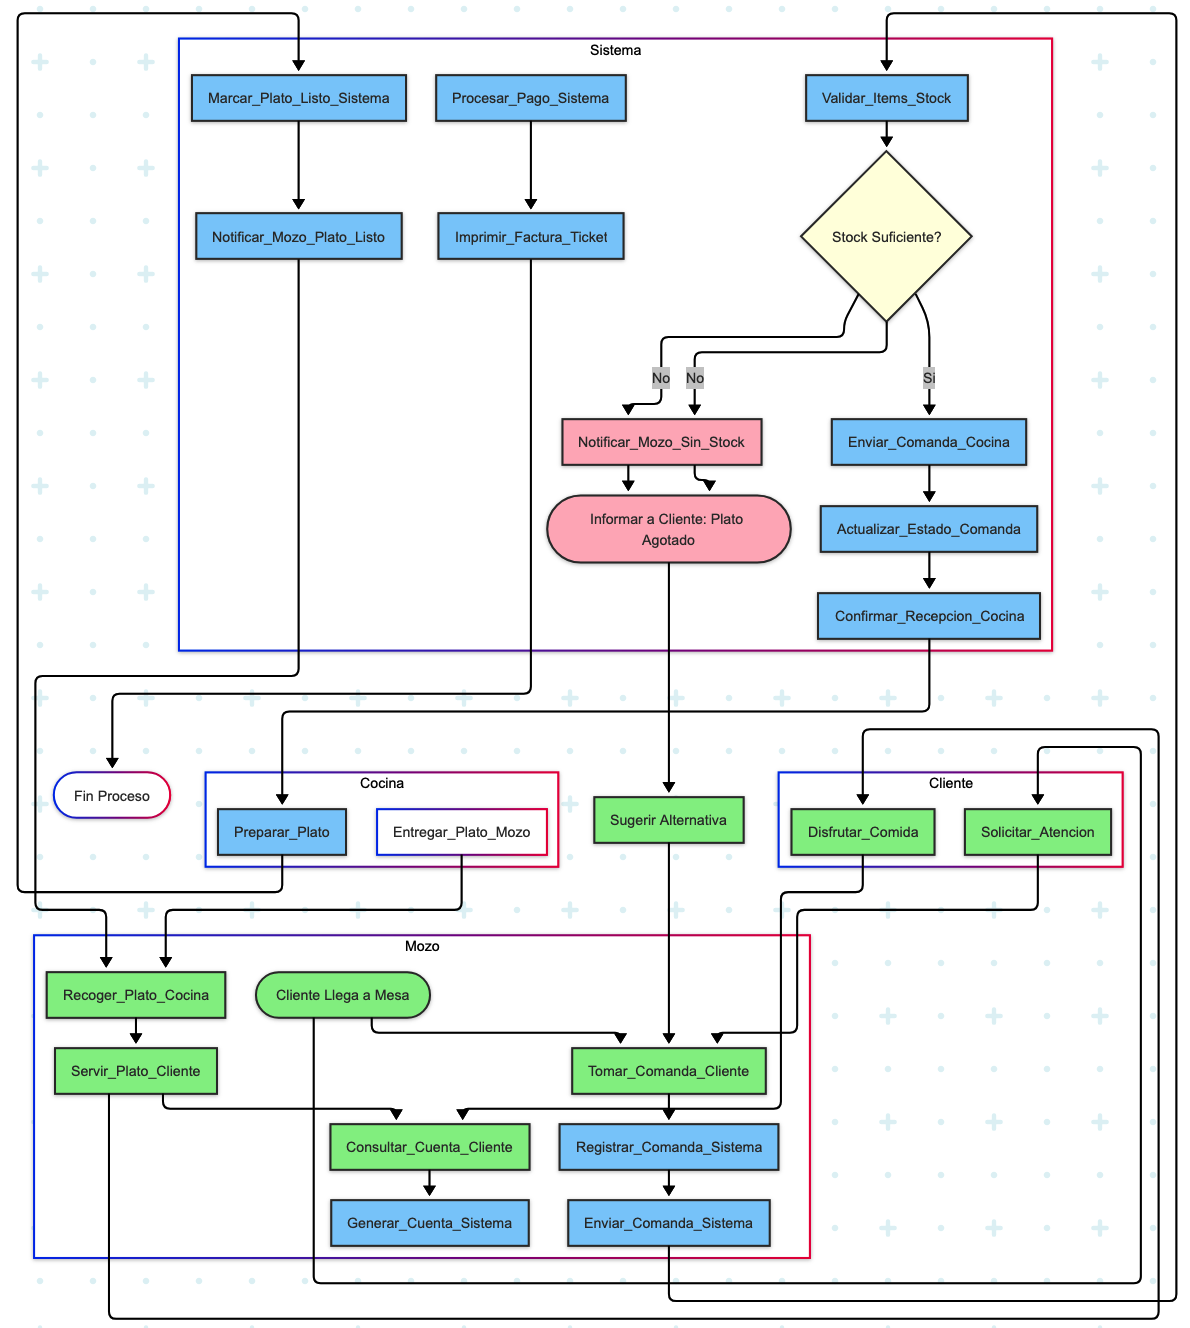 Sistema
Marcar_Plato_Listo_Sistema
Procesar_Pago_Sistema
Validar_Items_Stock
Notificar_Mozo_Plato_Listo
Imprimir_Factura_Ticket
Stock Suficiente?
No
No
Si
Notificar_Mozo_Sin_Stock
Enviar_Comanda_Cocina
Informar a Cliente: Plato
Agotado
Actualizar_Estado_Comanda
Confirmar_Recepcion_Cocina
Fin Proceso
Cocina
Preparar_Plato
Entregar_Plato_Mozo
Sugerir Alternativa
Cliente
Disfrutar_Comida
Solicitar_Atencion
Mozo
Recoger_Plato_Cocina
Cliente Llega a Mesa
Servir_Plato_Cliente
Tomar_Comanda_Cliente
Consultar_Cuenta_Cliente
Registrar_Comanda_Sistema
Generar_Cuenta_Sistema
Enviar_Comanda_Sistema